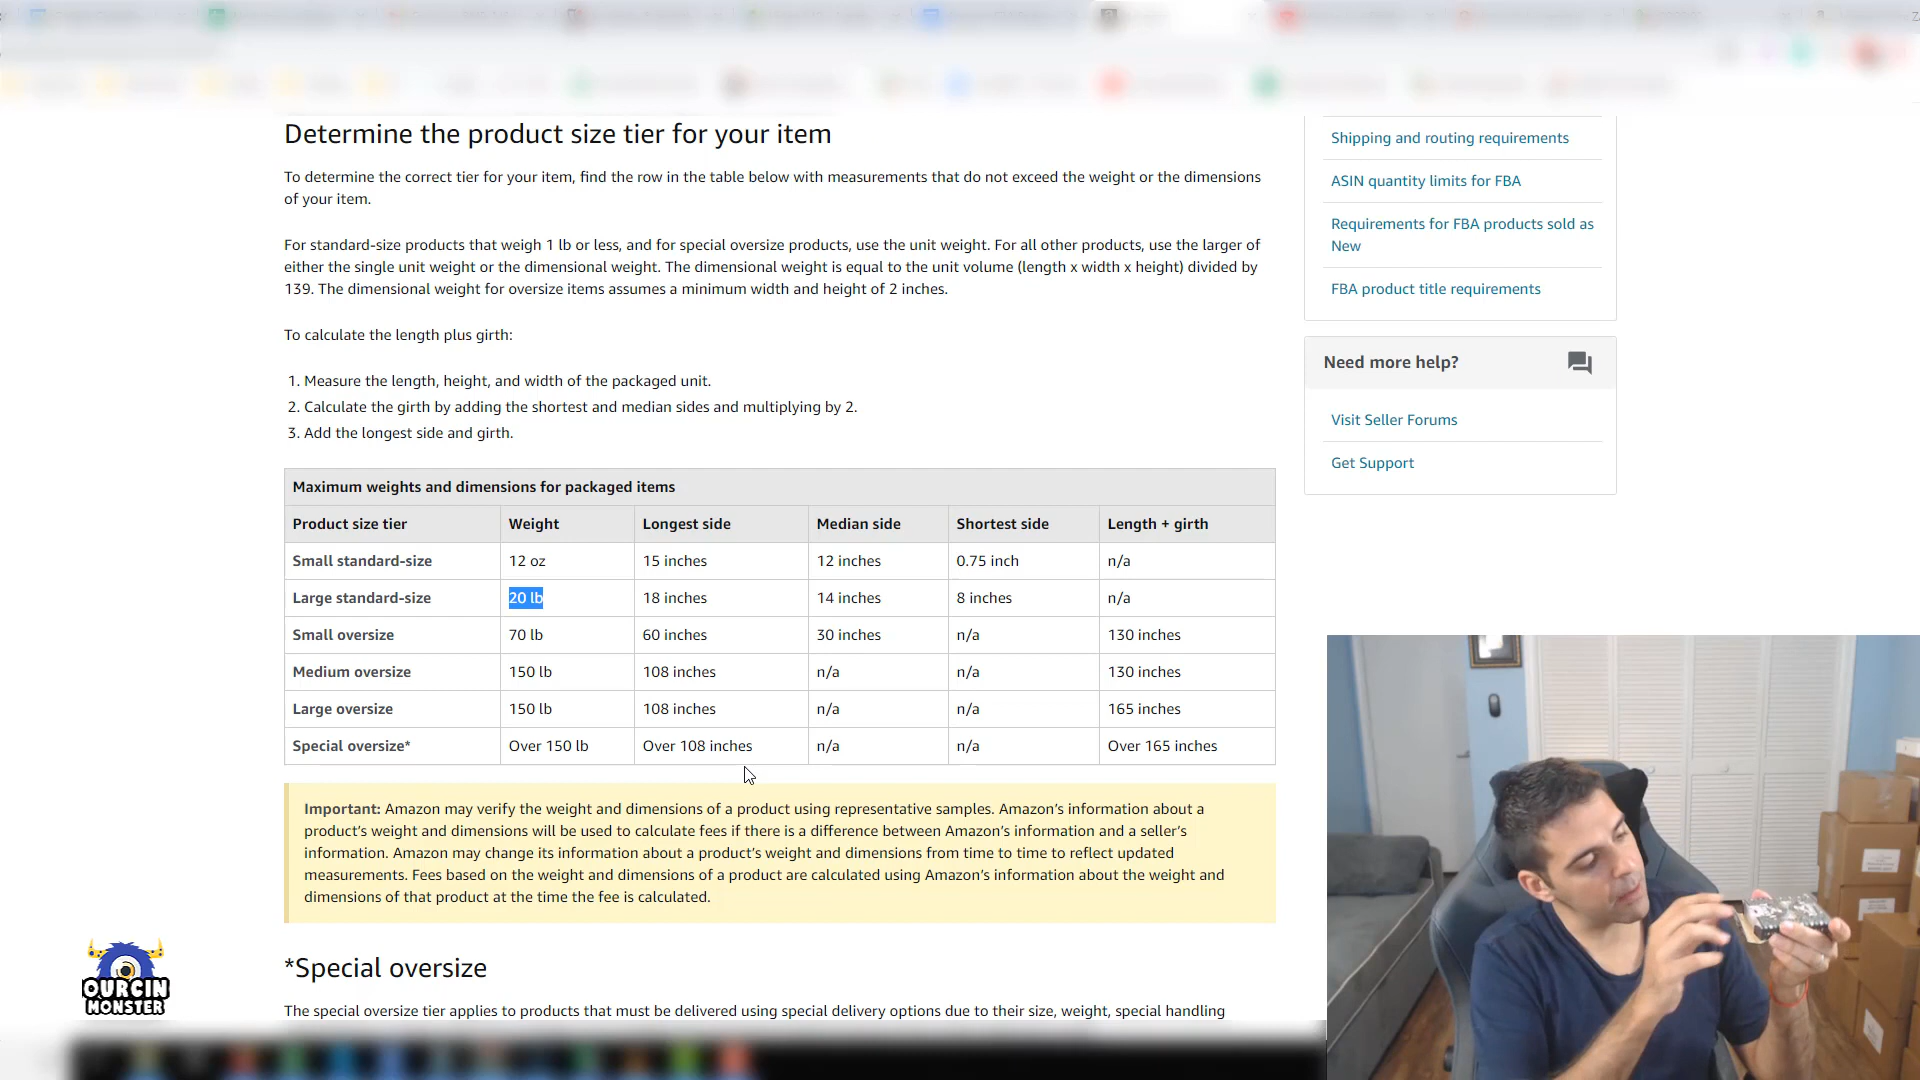 Determine the product size tier for your item
To determine the correct tier for your item, find the row in the table below with measurements that do not exceed the weight or the dimensions
of your item.
For standard-size products that weigh 1 lb or less, and for special oversize products, use the unit weight. For all other products, use the larger of
either the single unit weight or the dimensional weight. The dimensional weight is equal to the unit volume (length x width x height) divided by
139. The dimensional weight for oversize items assumes a minimum width and height of 2 inches.
To calculate the length plus girth:
1. Measure the length, height, and width of the packaged unit.
2. Calculate the girth by adding the shortest and median sides and multiplying by 2.
3. Add the longest side and girth.
Maximum weights and dimensions for packaged items
Product size tier Weight Longest side Median side Shortest side Length + girth
Small standard-size 12 oz 15 inches 12 inches 0.75 inch n/a
Large standard-size 20 lb 18 inches 14 inches 8 inches n/a
Small oversize 70 lb 60 inches 30 inches n/a 130 inches
Medium oversize 150 lb 108 inches n/a n/a 130 inches
Large oversize 150 lb 108 inches n/a n/a 165 inches
Special oversize* Over 150 lb Over 108 inches n/a n/a Over 165 inches
Important: Amazon may verify the weight and dimensions of a product using representative samples. Amazon's information about a
product's weight and dimensions will be used to calculate fees if there is a difference between Amazon's information and a seller's
information. Amazon may change its information about a product's weight and dimensions from time to time to reflect updated
measurements. Fees based on the weight and dimensions of a product are calculated using Amazon's information about the weight and
dimensions of that product at the time the fee is calculated.
*Special oversize
The special oversize tier applies to products that must be delivered using special delivery options due to their size, weight, special handling
Shipping and routing requirements
ASIN quantity limits for FBA
Requirements for FBA products sold as
New
FBA product title requirements
Need more help?
Visit Seller Forums
Get Support
OURCIN
MONSTER